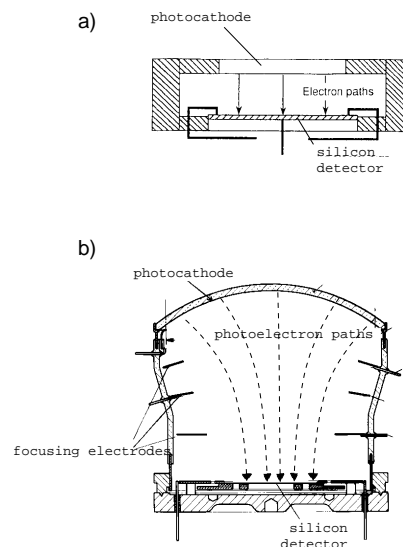 a)
photocathode
Electron paths
silicon
detector
b)
photocathode
photoelectron paths
focusing electrodes
silicon
detector